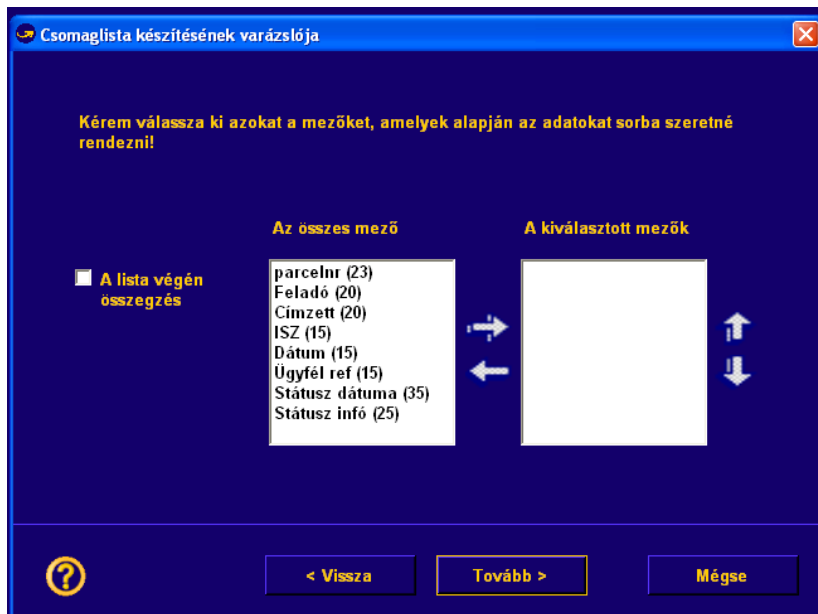 Csomaglista készítésének varázslója
Kérem válassza ki azokat a mezőket, amelyek alapján az adatokat sorba szeretné
rendezni!
Az összes mező
A kiválasztott mezők
A lista végén
összegzés
parcelnr (23)
Feladó (20)
Címzett (20)
ISZ (15)
Dátum (15)
Ügyfél ref (15)
Státusz dátuma (35)
Státusz infó (25)
?
< Vissza
Tovább >
Mégse